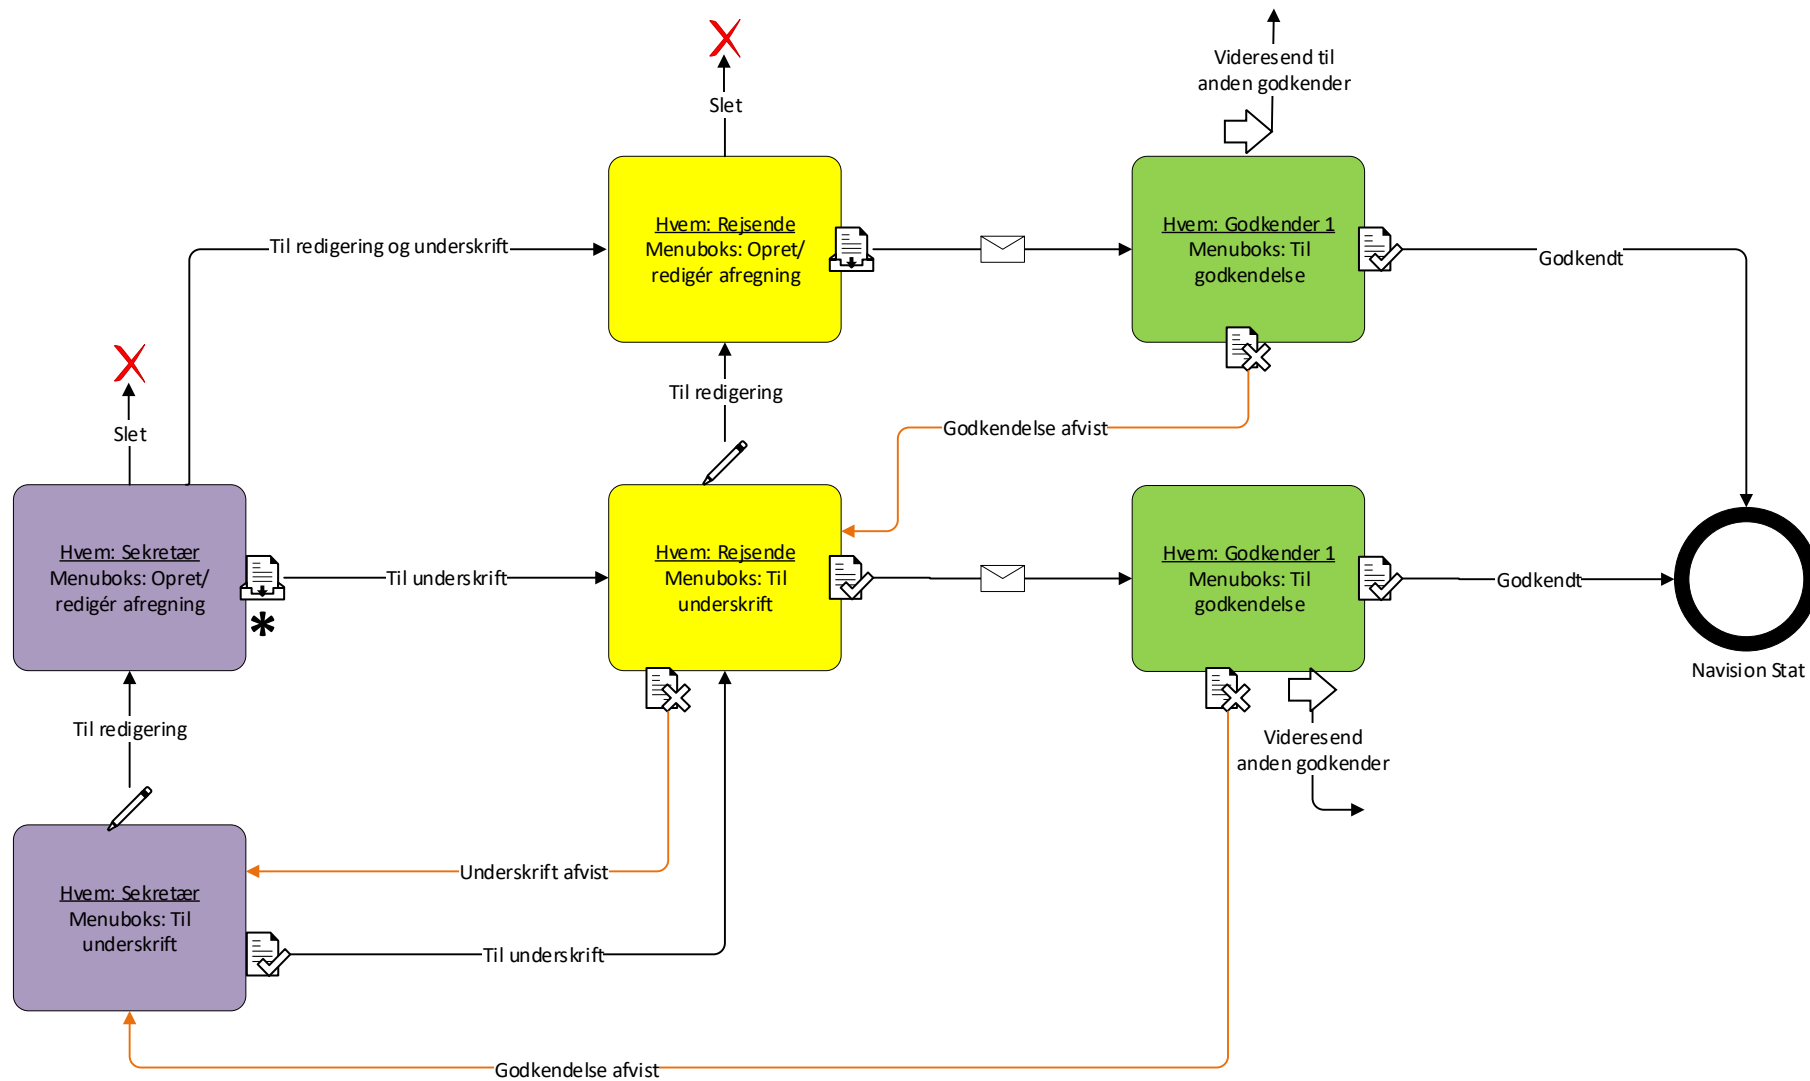 Videresend til
anden godkender
Slet
Hvem: Rejsende
Menuboks: Opret/
redigér afregning
Hvem: Godkender 1
Menuboks: Til
godkendelse
Til redigering og underskrift
Godkendt
Til redigering
Godkendelse afvist
Slet
Hvem: Sekretær
Menuboks: Opret/
redigér afregning
*
Til underskrift
Hvem: Rejsende
Menuboks: Til
underskrift
Hvem: Godkender 1
Menuboks: Til
godkendelse
Godkendt
Navision Stat
Til redigering
Videresend
anden godkender
Underskrift afvist
Hvem: Sekretær
Menuboks: Til
underskrift
Til underskrift
Godkendelse afvist